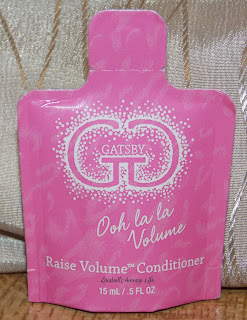 GATSBY
G G
Ooh la la
Volume
Raise Volume™ Conditioner
15 mL / .5 FL OZ